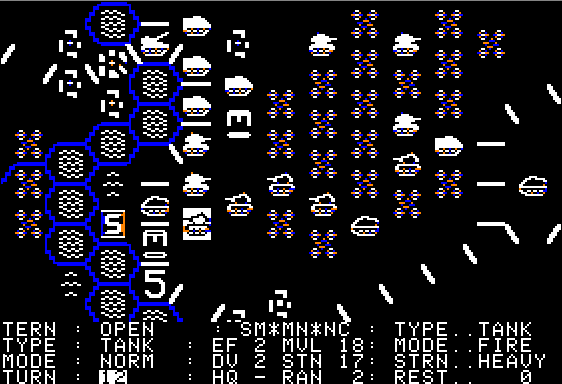 S
5
TERN : OPEN : SM*MN*NC : TYPE..TANK
TYPE : TANK : EF 2 MVL 18: MODE..FIRE
MODE : NORM : DV 2 STN 17: STRN..HEAVY
TURN : 12 : HQ - RAN 2: REST.. 0